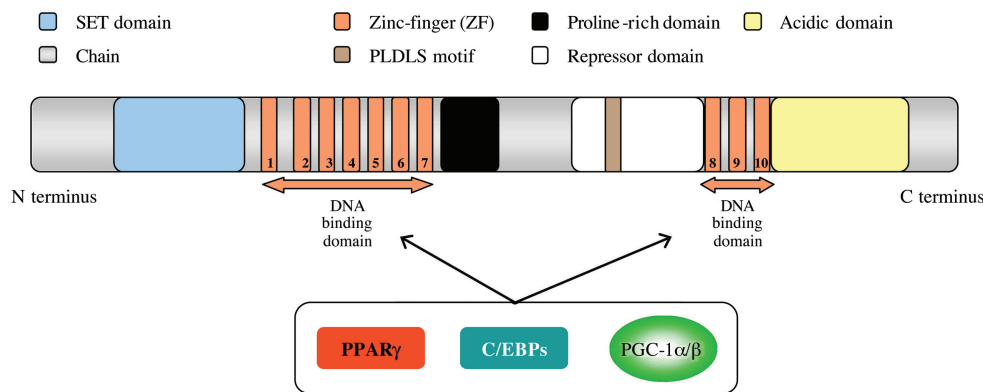 SET domain
Zinc-finger (ZF)
Proline-rich domain
Acidic domain
Chain
PLDLS motif
Repressor domain
1 2 3 4 5 6 7 8 9 10
N terminus
C terminus
DNA
binding
domain
DNA
binding
domain
PPARγ
C/EBPs
PGC-1α/β